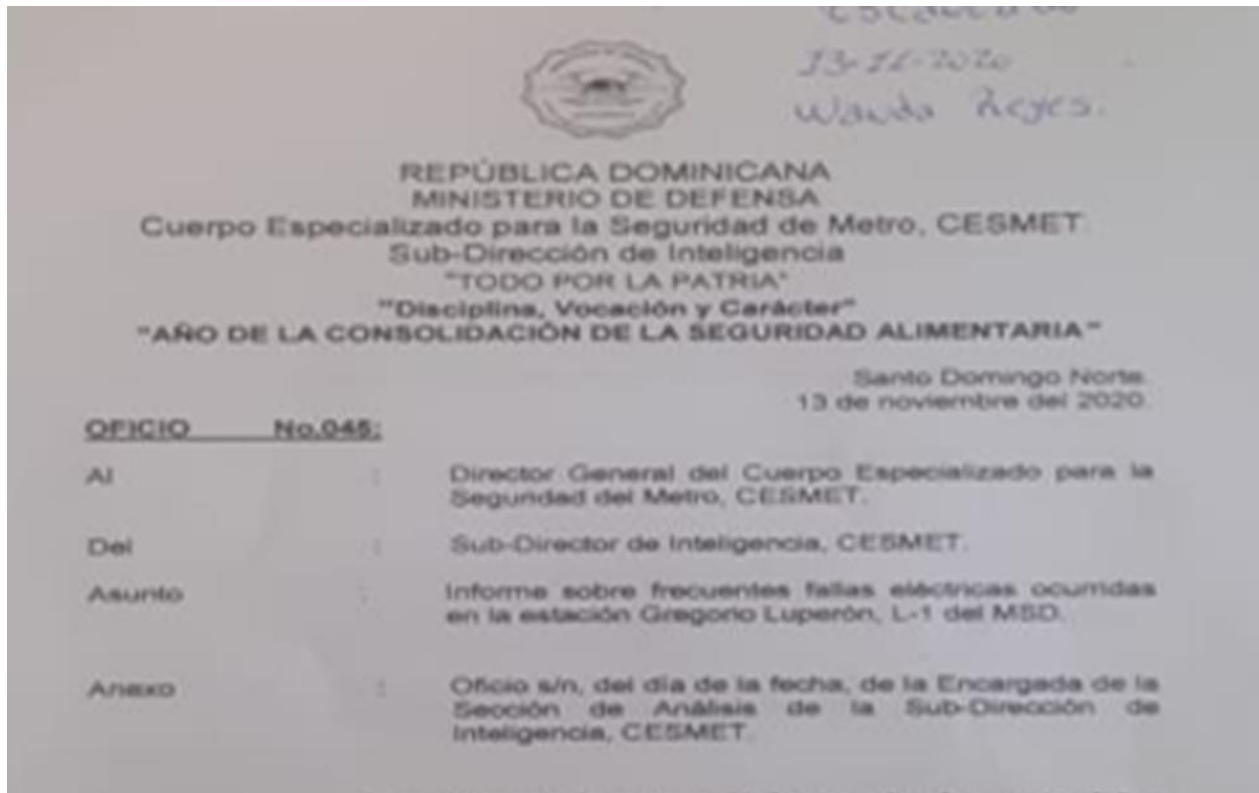 Escaneado
13-11-2020
Wanda Reyes.
REPÚBLICA DOMINICANA
MINISTERIO DE DEFENSA
Cuerpo Especializado para la Seguridad de Metro, CESMET.
Sub-Dirección de Inteligencia
"TODO POR LA PATRIA"
"Disciplina, Vocación y Carácter"
"AÑO DE LA CONSOLIDACIÓN DE LA SEGURIDAD ALIMENTARIA"
Santo Domingo Norte.
13 de noviembre del 2020.
OFICIO No.045:
Al : Director General del Cuerpo Especializado para la
Seguridad del Metro, CESMET.
Del : Sub-Director de Inteligencia, CESMET.
Asunto : Informe sobre frecuentes fallas eléctricas ocurridas
en la estación Gregorio Luperón, L-1 del MSD.
Anexo : Oficio s/n, del día de la fecha, de la Encargada de la
Sección de Análisis de la Sub-Dirección de
Inteligencia, CESMET.